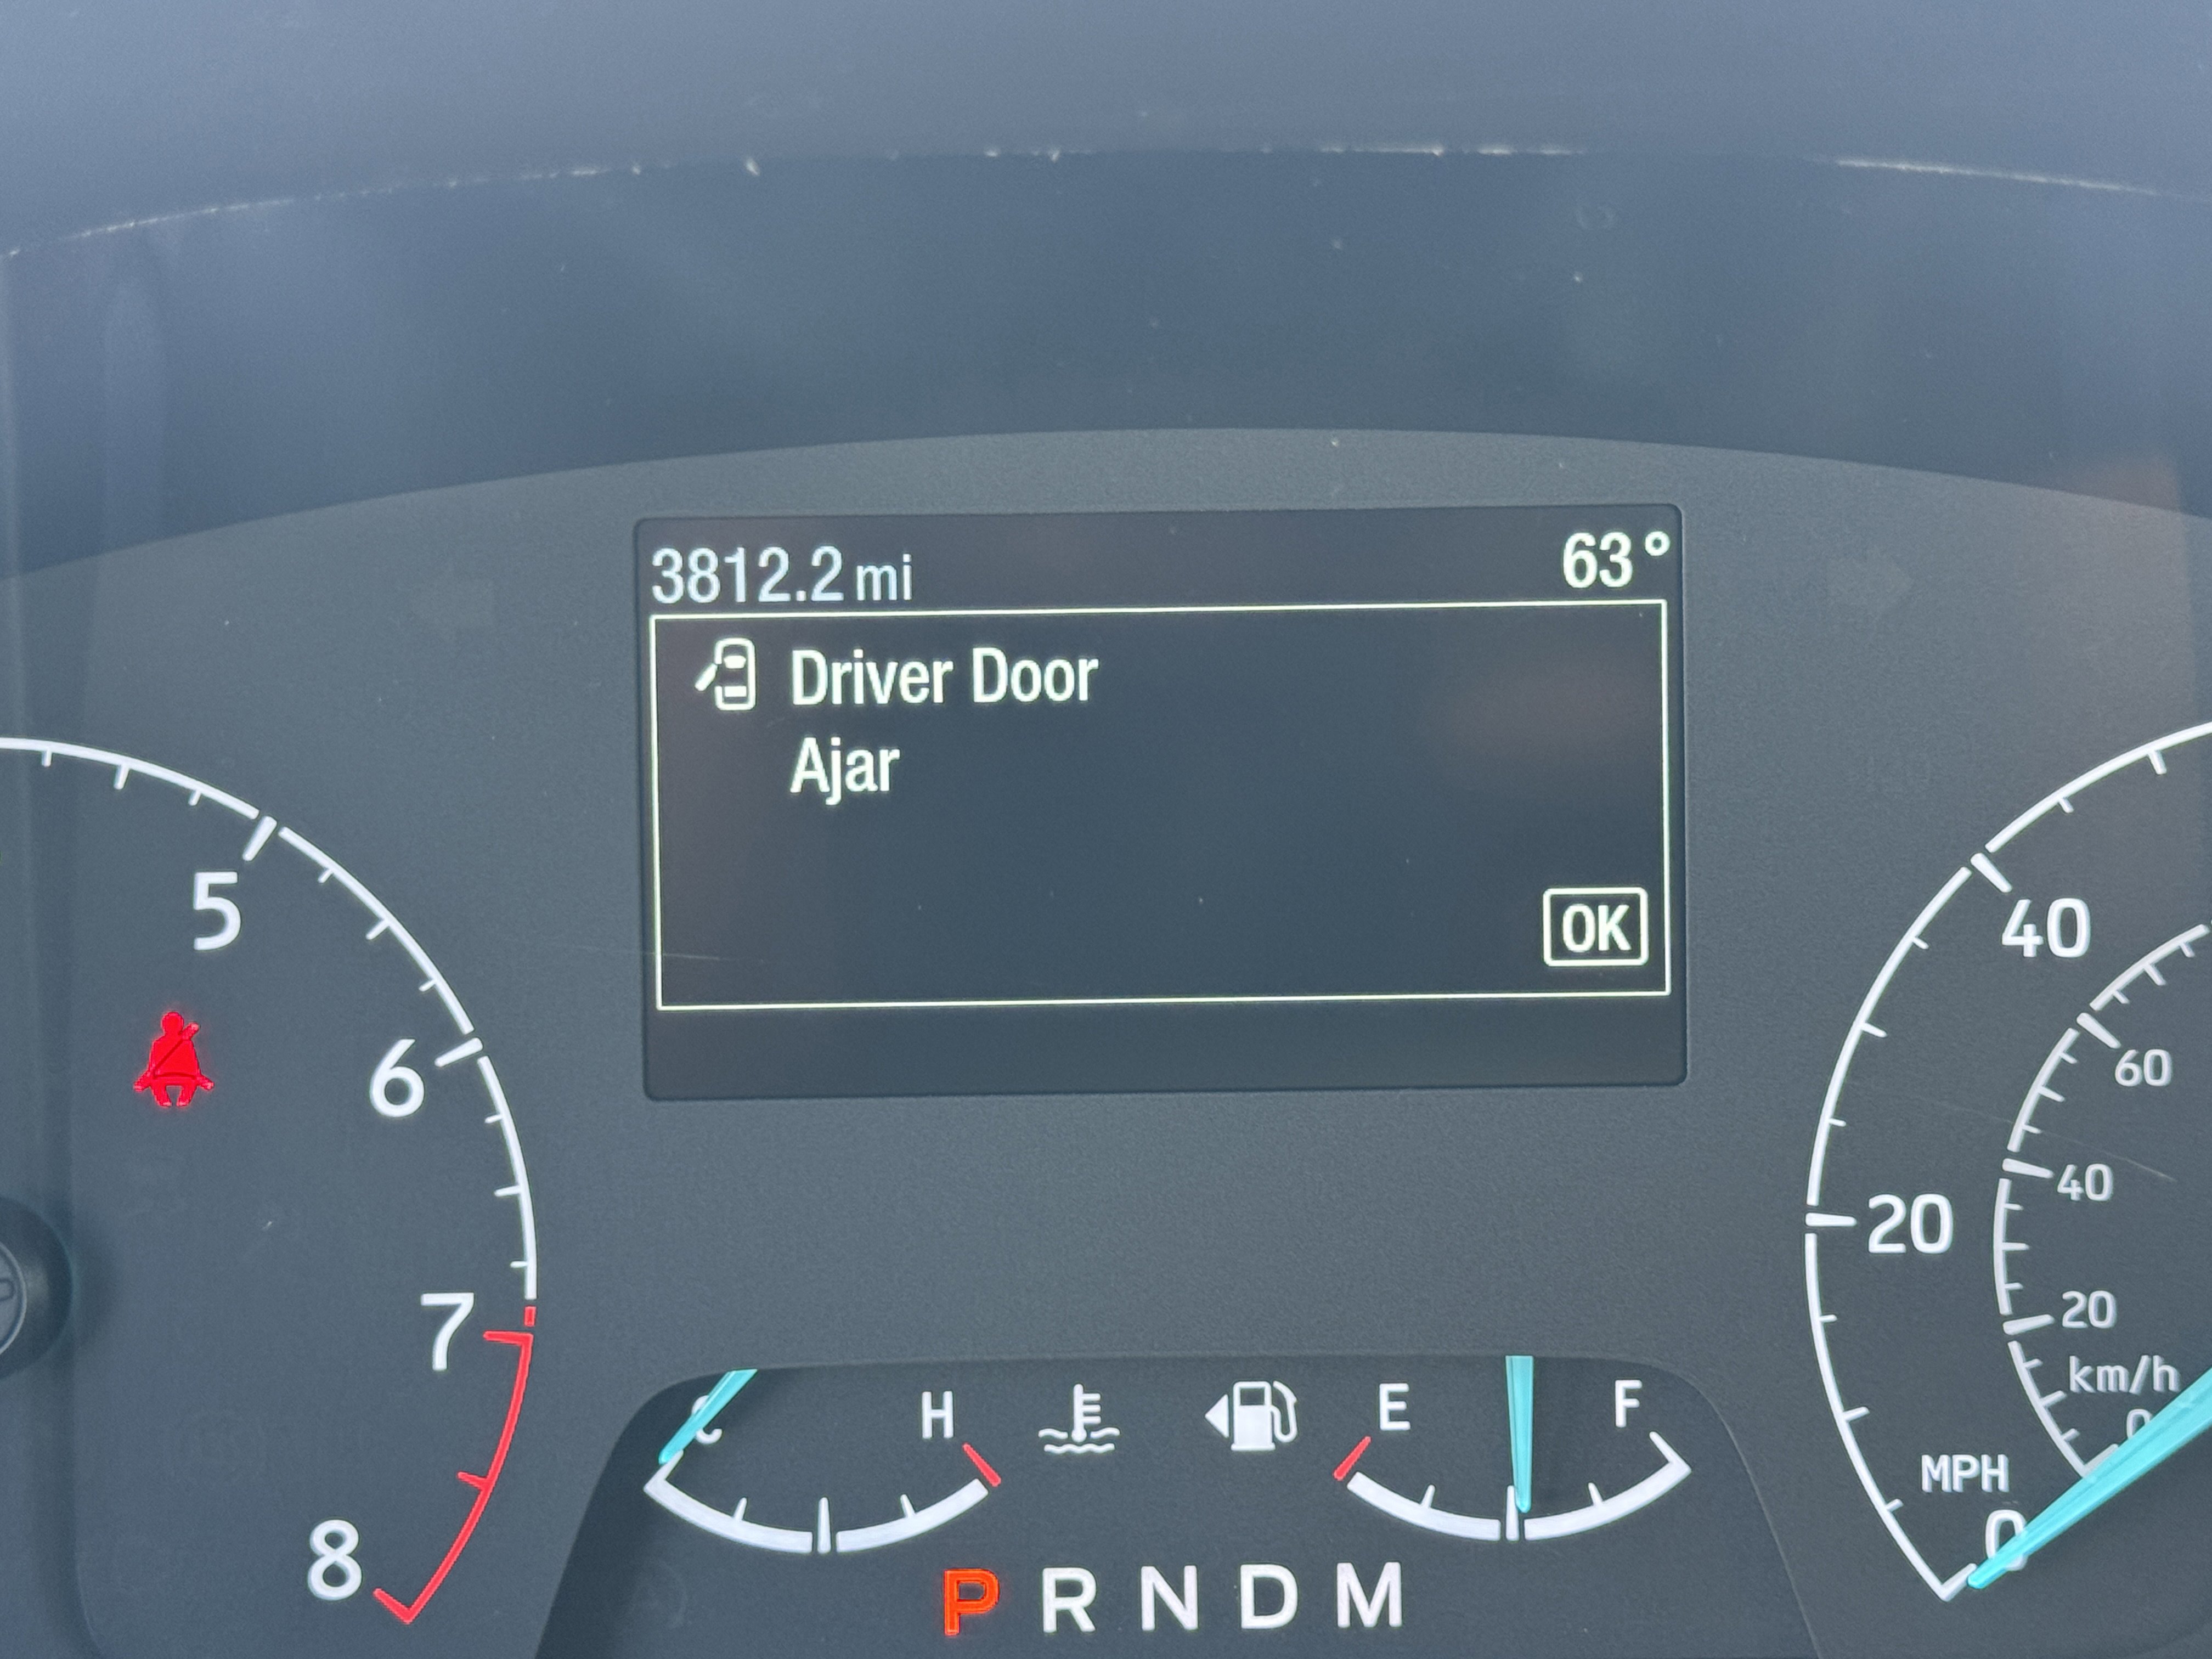 3812.2 mi 63°
Driver Door
Ajar
OK
5
6
7
8
40
20
MPH
0
60
40
20
km/h
0
C H E F
P R N D M